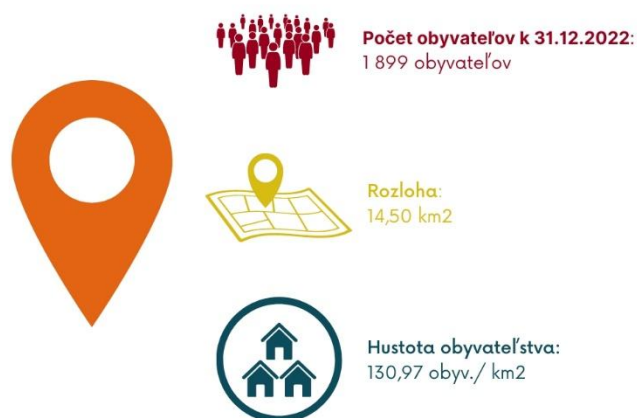 Počet obyvateľov k 31.12.2022:
1 899 obyvateľov
Rozloha:
14,50 km2
Hustota obyvateľstva:
130,97 obyv./ km2